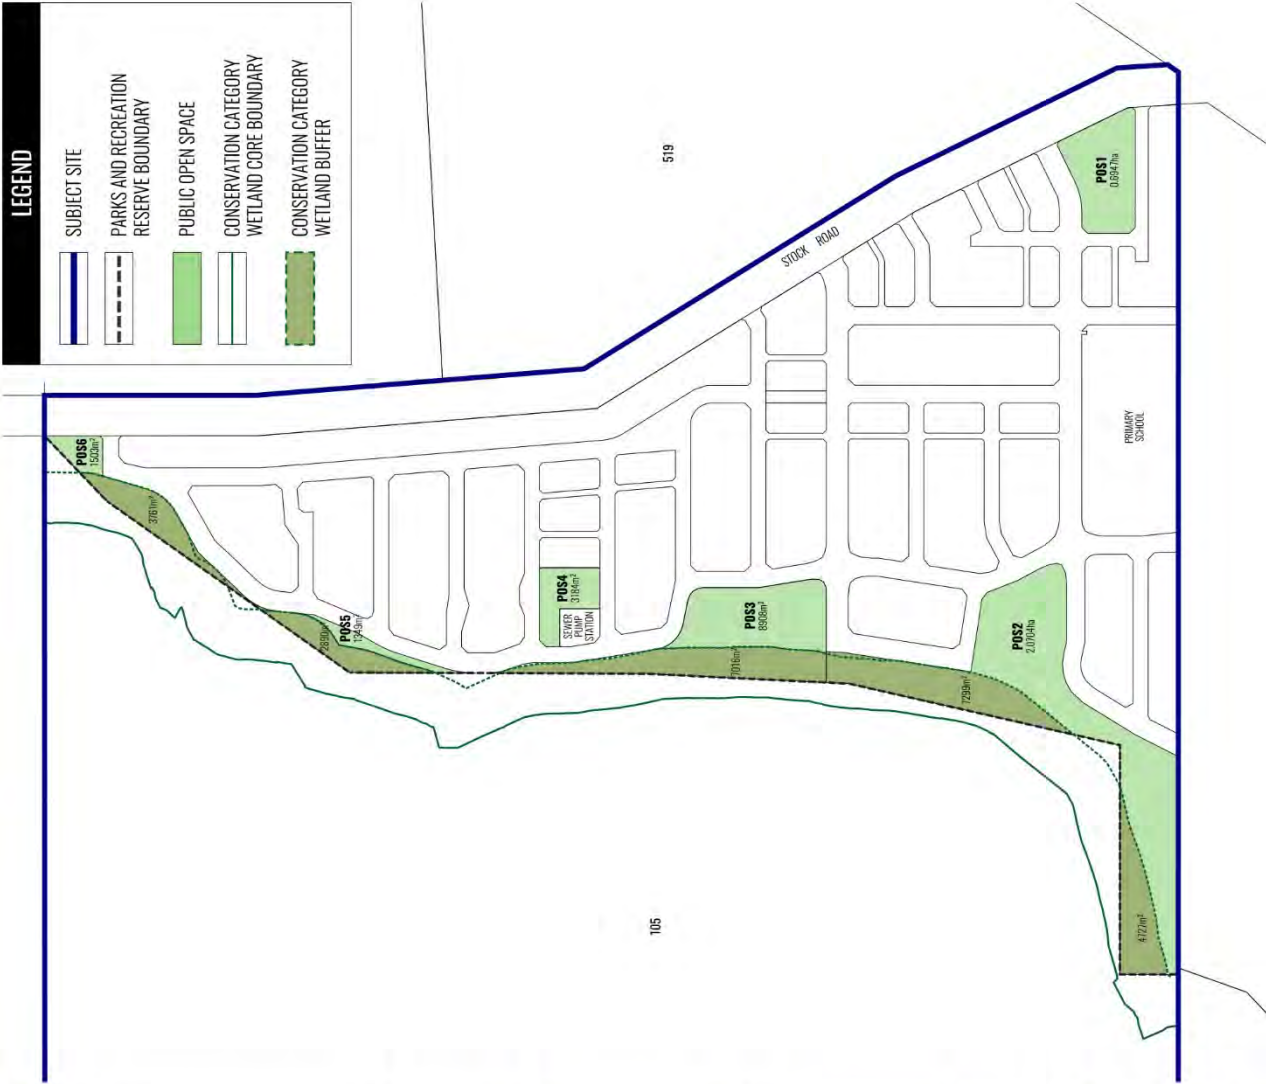 LEGEND
SUBJECT SITE
PARKS AND RECREATION
RESERVE BOUNDARY
PUBLIC OPEN SPACE
CONSERVATION CATEGORY
WETLAND CORE BOUNDARY
CONSERVATION CATEGORY
WETLAND BUFFER
519
STOCK ROAD
POS1
0.6947ha
PRIMARY
SCHOOL
POS6
1503m²
3761m²
POS4
3184m²
SEWER
PUMP
STATION
POS5
1349m²
2890m²
POS3
8908m²
7016m²
POS2
2.0704ha
7299m²
4727m²
105